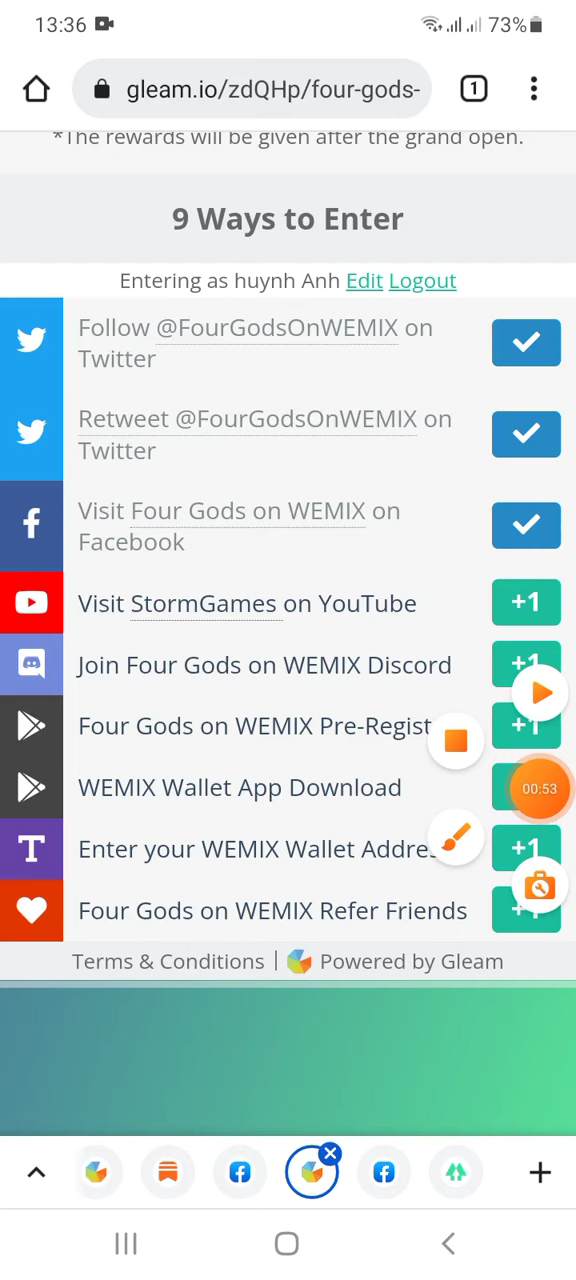 13:36
73%
gleam.io/zdQHp/four-gods-
1
*The rewards will be given after the grand open.
9 Ways to Enter
Entering as huynh Anh Edit Logout
Follow @FourGodsOnWEMIX on
Twitter
Retweet @FourGodsOnWEMIX on
Twitter
Visit Four Gods on WEMIX on
Facebook
Visit StormGames on YouTube
+1
Join Four Gods on WEMIX Discord
+1
Four Gods on WEMIX Pre-Regist
+1
WEMIX Wallet App Download
00:53
T
Enter your WEMIX Wallet Addre
+1
Four Gods on WEMIX Refer Friends
Terms & Conditions | Powered by Gleam